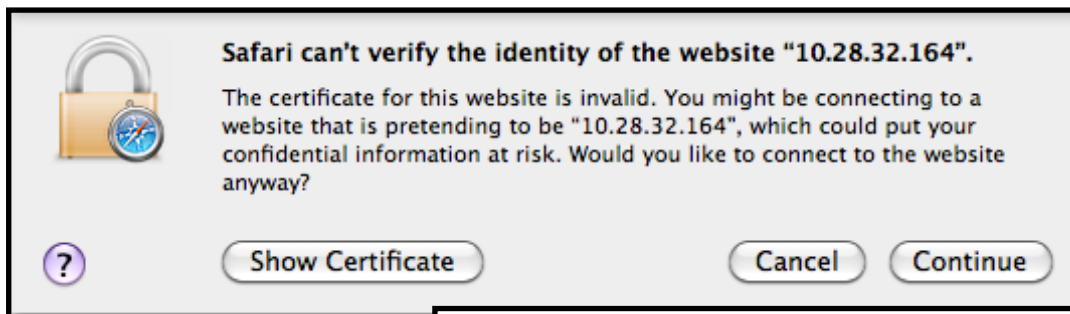 Safari can't verify the identity of the website “10.28.32.164”.
The certificate for this website is invalid. You might be connecting to a
website that is pretending to be “10.28.32.164”, which could put your
confidential information at risk. Would you like to connect to the website
anyway?
?
Show Certificate
Cancel
Continue